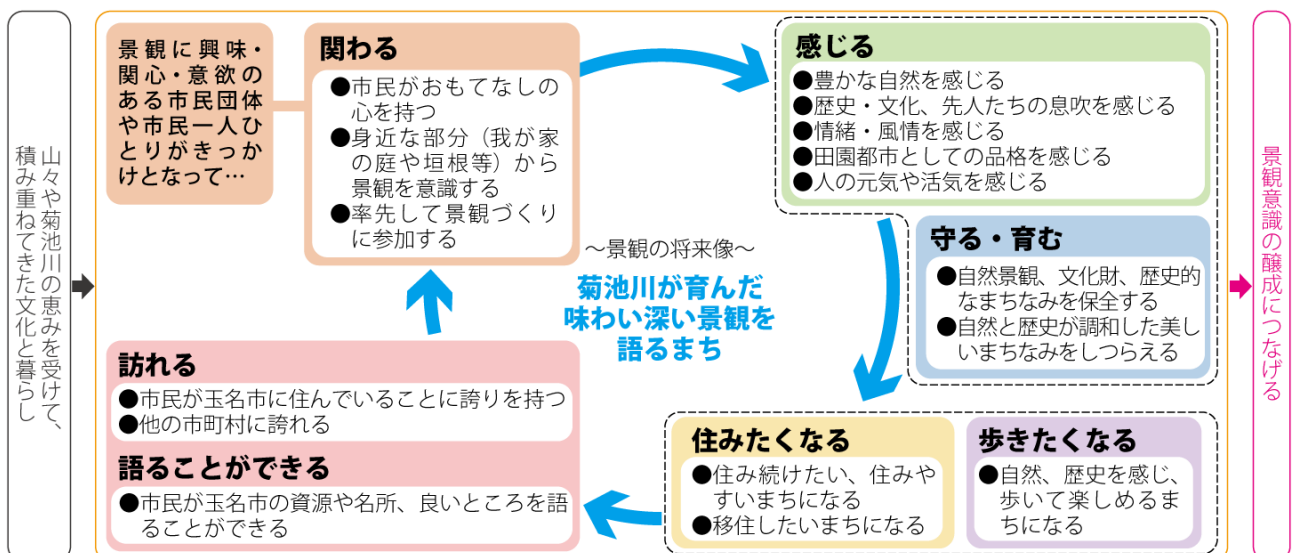 山々や菊池川の恵みを受けて、
積み重ねてきた文化と暮らし
景観に興味・
関心・意欲の
ある市民団体
や市民一人ひ
とりがきっか
けとなって…
関わる
●市民がおもてなしの
心を持つ
●身近な部分（我が家
の庭や垣根等）から
景観を意識する
●率先して景観づくり
に参加する
感じる
●豊かな自然を感じる
●歴史・文化、先人たちの息吹を感じる
●情緒・風情を感じる
●田園都市としての品格を感じる
●人の元気や活気を感じる
守る・育む
●自然景観、文化財、歴史的
なまちなみを保全する
●自然と歴史が調和した美し
いまちなみをしつらえる
～景観の将来像～
菊池川が育んだ
味わい深い景観を
語るまち
住みたくなる
●住み続けたい、住みや
すいまちになる
●移住したいまちになる
歩きたくなる
●自然、歴史を感じ、
歩いて楽しめるま
ちになる
訪れる
●市民が玉名市に住んでいることに誇りを持つ
●他の市町村に誇れる
語ることができる
●市民が玉名市の資源や名所、良いところを語
ることができる
景観意識の醸成につなげる